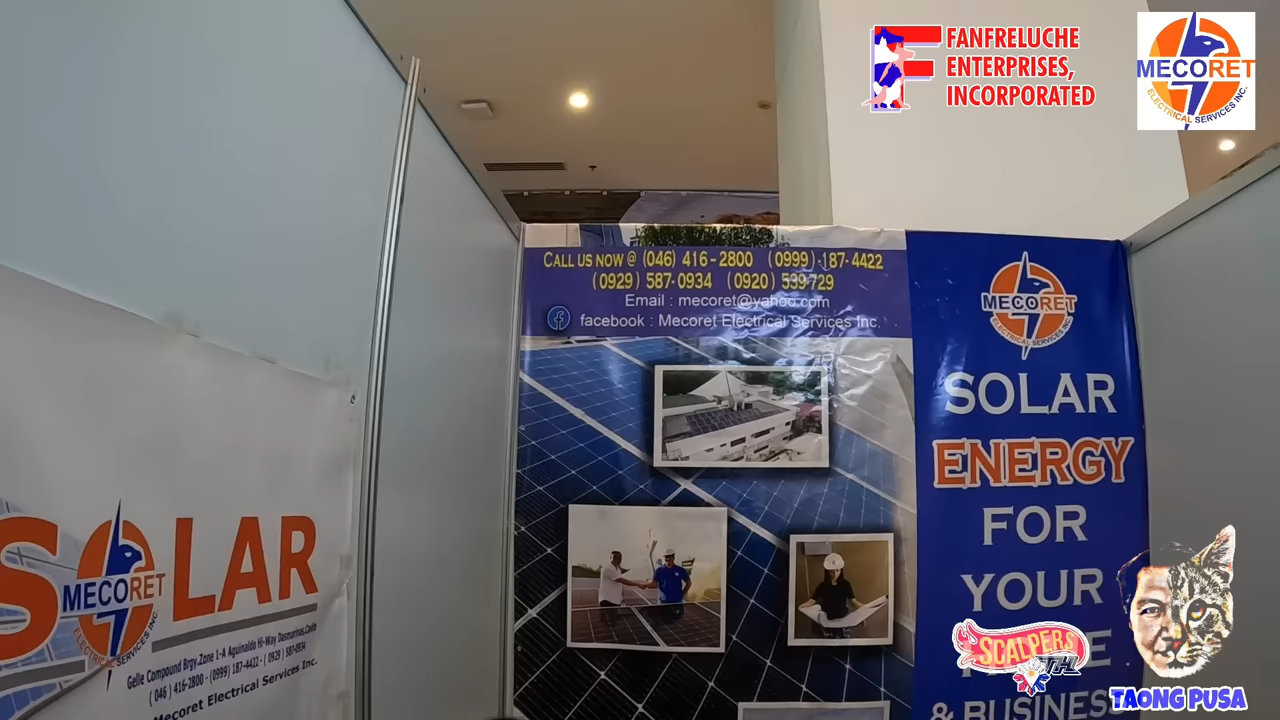 FANFRELUCHE
ENTERPRISES,
INCORPORATED
MECORET
ELECTRICAL SERVICES INC.
CALL US NOW @ (046) 416-2800 (0999)-187-4422
(0929) 587-0934 (0920) 539-729
Email : mecoret@yahoo.com
facebook : Mecoret Electrical Services Inc.
MECORET
ELECTRICAL SERVICES INC
SOLAR
ENERGY
FOR
YOUR
& BUSINESS
SOLAR
MECORET
ELECTRICAL SERVICES INC.
Gelle Compound Brgy.Zone 1-A Aguinaldo Hi-Way Dasmarinas,Cavite
( 046 ) 416-2800 - (0999) 187-4422 - ( 0929 ) 587-0934
Mecoret Electrical Services Inc.
SCALPERS
TH
TAONG PUSA